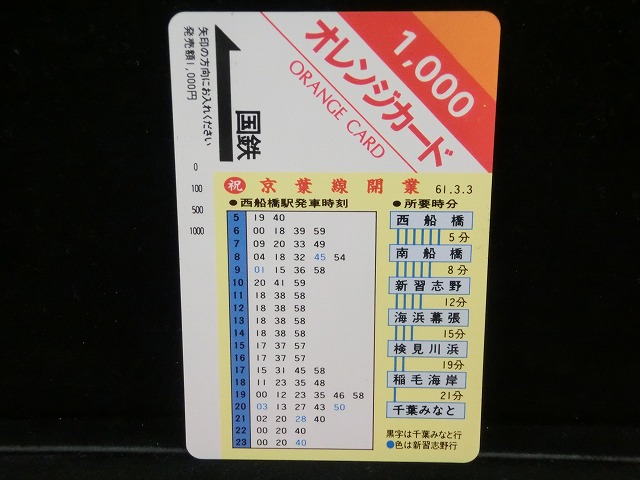 矢印の方向にお入れください
発売額1,000円
国鉄
1,000
オレンジカード
ORANGE CARD
0
100
500
1000
祝 京葉線開業 61.3.3
●西船橋駅発車時刻
5 19 40
6 00 18 39 59
7 09 20 33 49
8 04 18 32 45 54
9 01 15 36 58
10 20 41 59
11 18 38 58
12 18 38 58
13 18 38 58
14 18 38 58
15 17 37 57
16 17 37 57
17 15 31 45 58
18 11 23 35 48
19 00 12 23 35 46 58
20 03 13 27 43 50
21 02 20 28 40
22 00 20 40
23 00 20 40
●所要時分
西船橋
5分
南船橋
8分
新習志野
12分
海浜幕張
15分
検見川浜
19分
稲毛海岸
21分
千葉みなと
黒字は千葉みなと行
●色は新習志野行